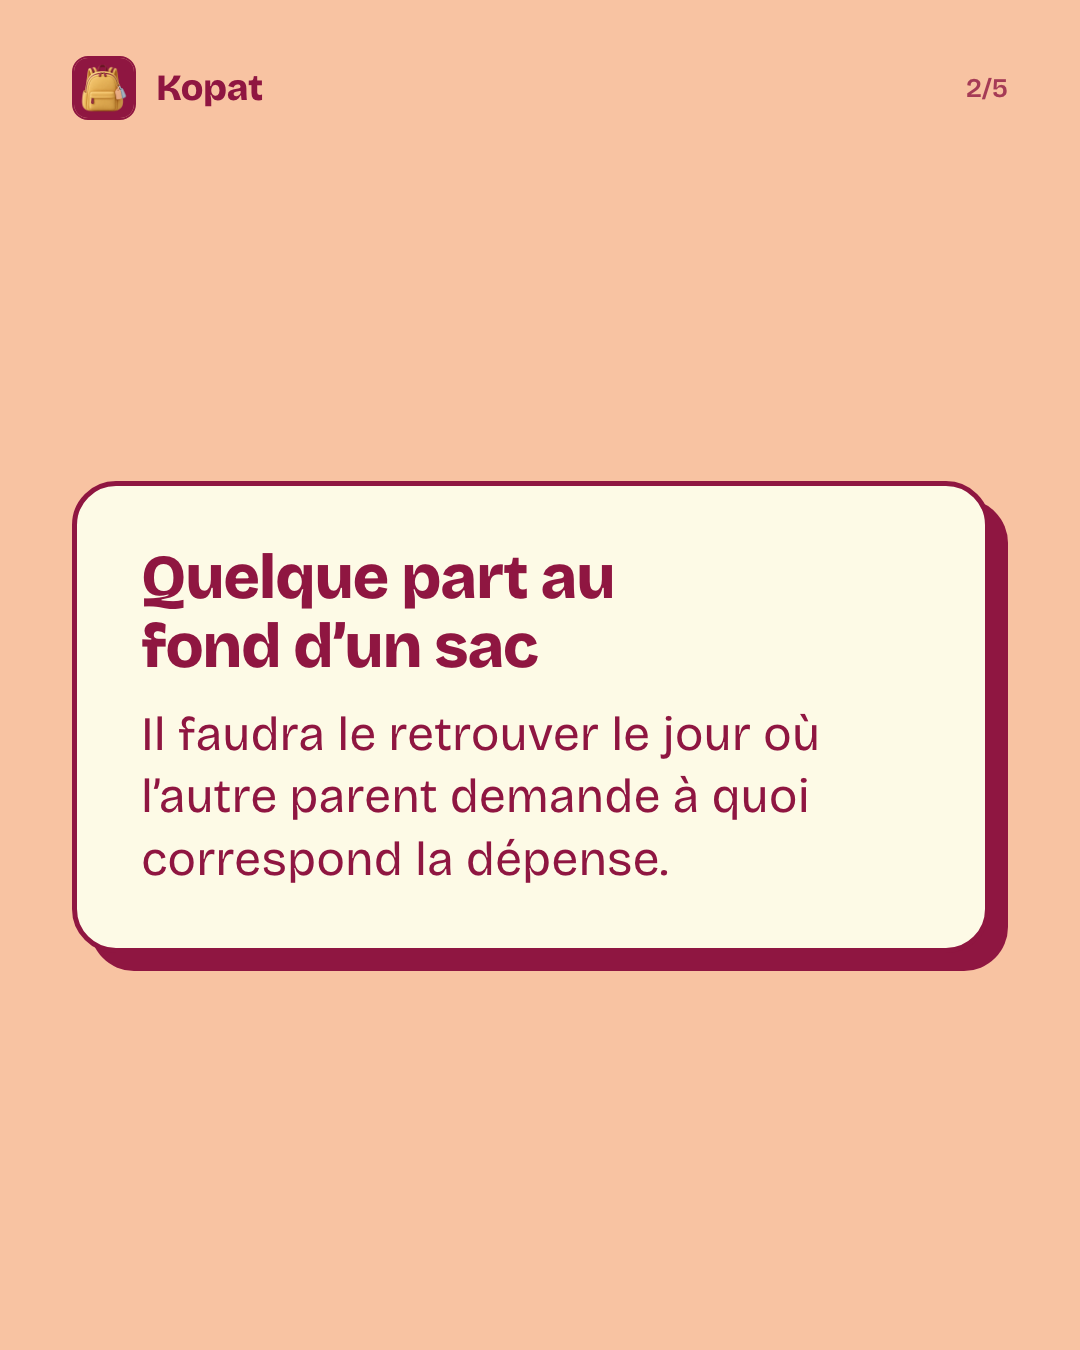 Kopat
2/5
Quelque part au
fond d’un sac
Il faudra le retrouver le jour où
l’autre parent demande à quoi
correspond la dépense.